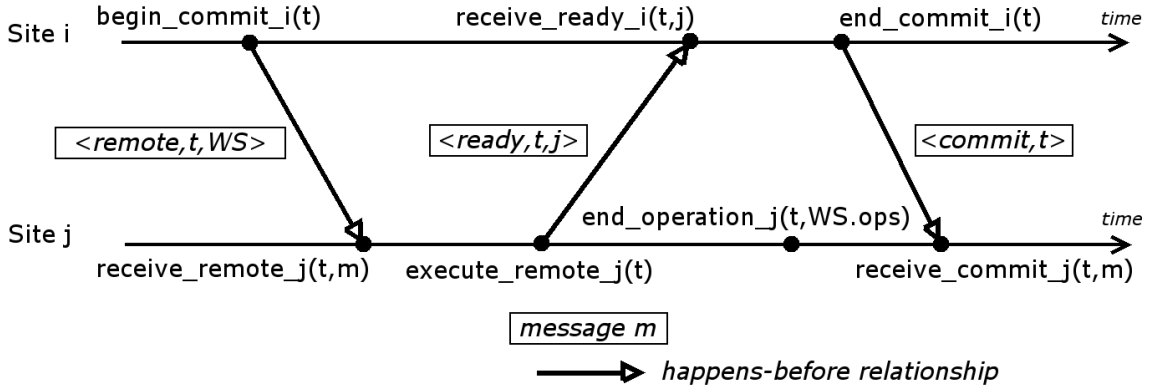 begin_commit_i(t)
receive_ready_i(t,j)
end_commit_i(t)
time
Site i
<remote,t,WS>
<ready,t,j>
<commit,t>
end_operation_j(t,WS.ops)
time
Site j
receive_remote_j(t,m)
execute_remote_j(t)
receive_commit_j(t,m)
message m
happens-before relationship